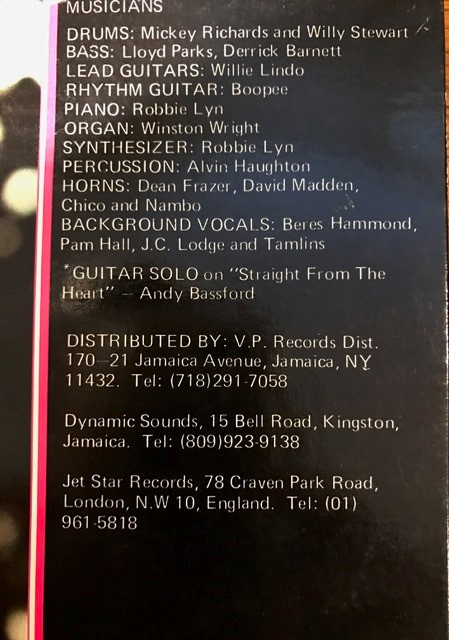 MUSICIANS
DRUMS: Mickey Richards and Willy Stewart
BASS: Lloyd Parks, Derrick Barnett
LEAD GUITARS: Willie Lindo
RHYTHM GUITAR: Boopee
PIANO: Robbie Lyn
ORGAN: Winston Wright
SYNTHESIZER: Robbie Lyn
PERCUSSION: Alvin Haughton
HORNS: Dean Frazer, David Madden,
Chico and Nambo
BACKGROUND VOCALS: Beres Hammond,
Pam Hall, J.C. Lodge and Tamlins
*GUITAR SOLO on "Straight From The
Heart" – Andy Bassford
DISTRIBUTED BY: V.P. Records Dist.
170–21 Jamaica Avenue, Jamaica, NY
11432. Tel: (718)291-7058
Dynamic Sounds, 15 Bell Road, Kingston,
Jamaica. Tel: (809)923-9138
Jet Star Records, 78 Craven Park Road,
London, N.W 10, England. Tel: (01)
961-5818